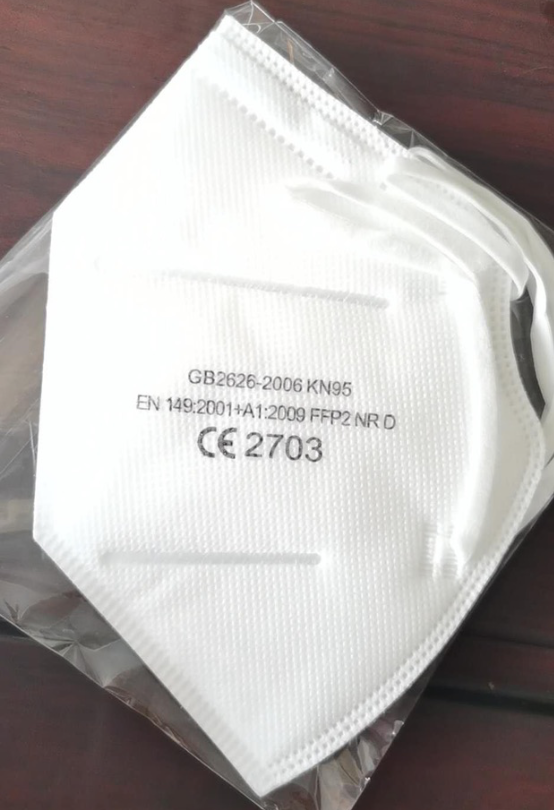 GB2626-2006 KN95
EN 149:2001+A1:2009 FFP2 NR D
CE 2703